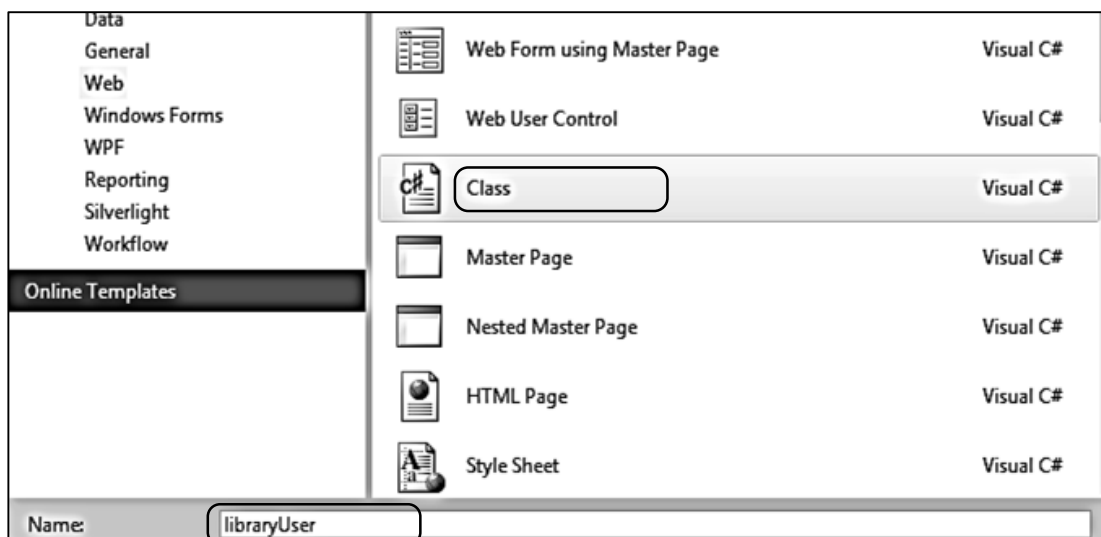 Data
General
Web
Windows Forms
WPF
Reporting
Silverlight
Workflow
Online Templates
Web Form using Master Page Visual C#
Web User Control Visual C#
C# Class Visual C#
Master Page Visual C#
Nested Master Page Visual C#
HTML Page Visual C#
Style Sheet Visual C#
Name: libraryUser